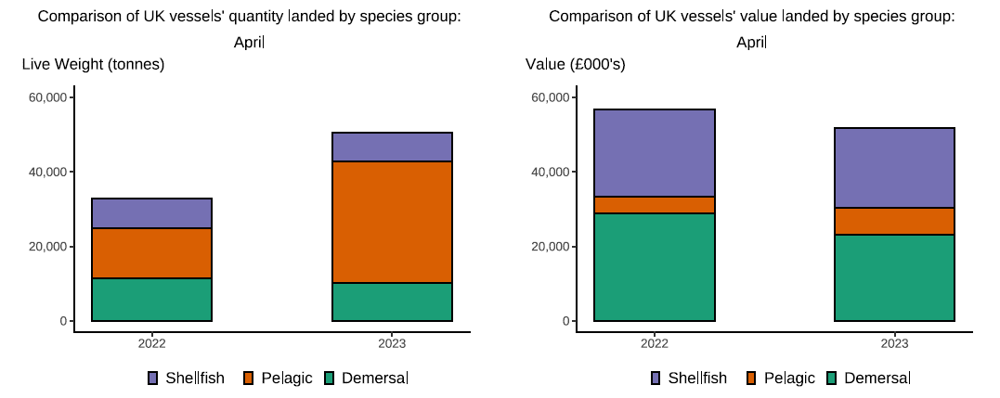 Comparison of UK vessels' quantity landed by species group:
April
Live Weight (tonnes)
60,000
40,000
20,000
0
2022 2023
Shellfish Pelagic Demersal
Comparison of UK vessels' value landed by species group:
April
Value (£000's)
60,000
40,000
20,000
0
2022 2023
Shellfish Pelagic Demersal